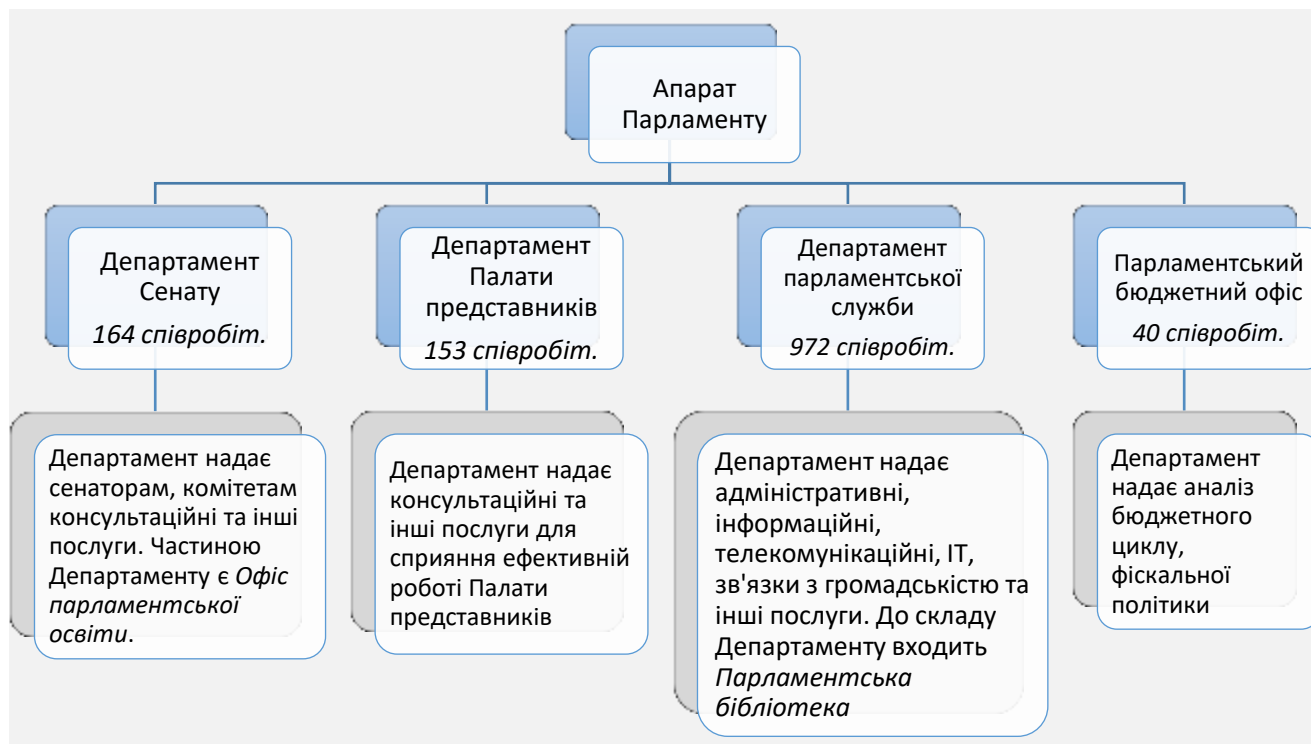 Апарат
Парламенту
Департамент
Сенату
164 співробіт.
Департамент
Палати
представників
153 співробіт.
Департамент
парламентської
служби
972 співробіт.
Парламентський
бюджетний офіс
40 співробіт.
Департамент надає
сенаторам, комітетам
консультаційні та інші
послуги. Частиною
Департаменту є Офіс
парламентської
освіти.
Департамент надає
консультаційні та
інші послуги для
сприяння ефективній
роботі Палати
представників
Департамент надає
адміністративні,
інформаційні,
телекомунікаційні, ІТ,
зв'язки з громадськістю та
інші послуги. До складу
Департаменту входить
Парламентська
бібліотека
Департамент
надає аналіз
бюджетного
циклу,
фіскальної
політики